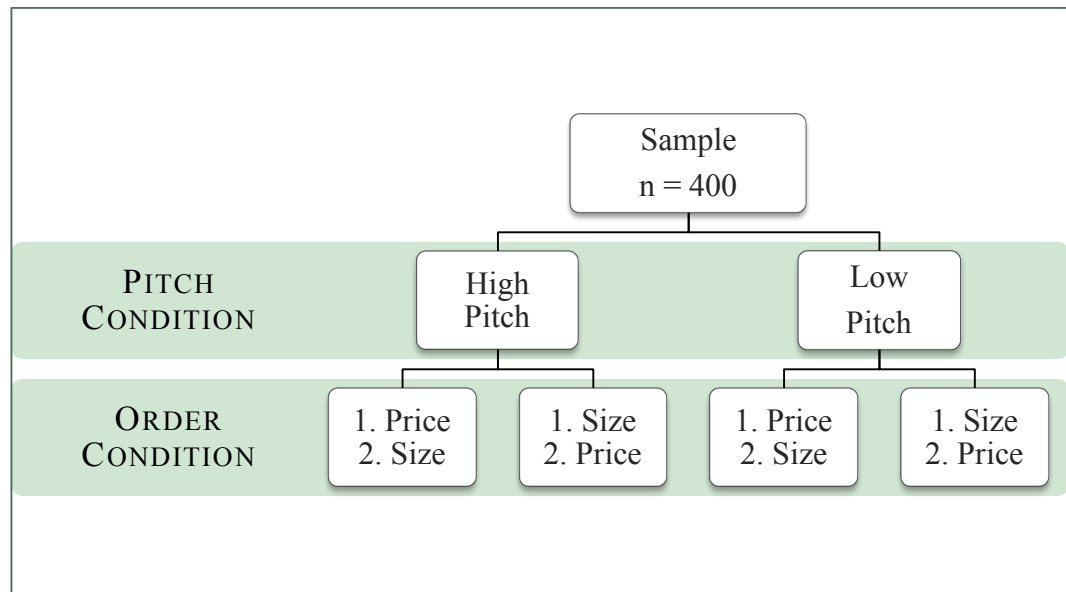 Sample
n = 400
PITCH
CONDITION
High
Pitch
Low
Pitch
ORDER
CONDITION
1. Price
2. Size
1. Size
2. Price
1. Price
2. Size
1. Size
2. Price